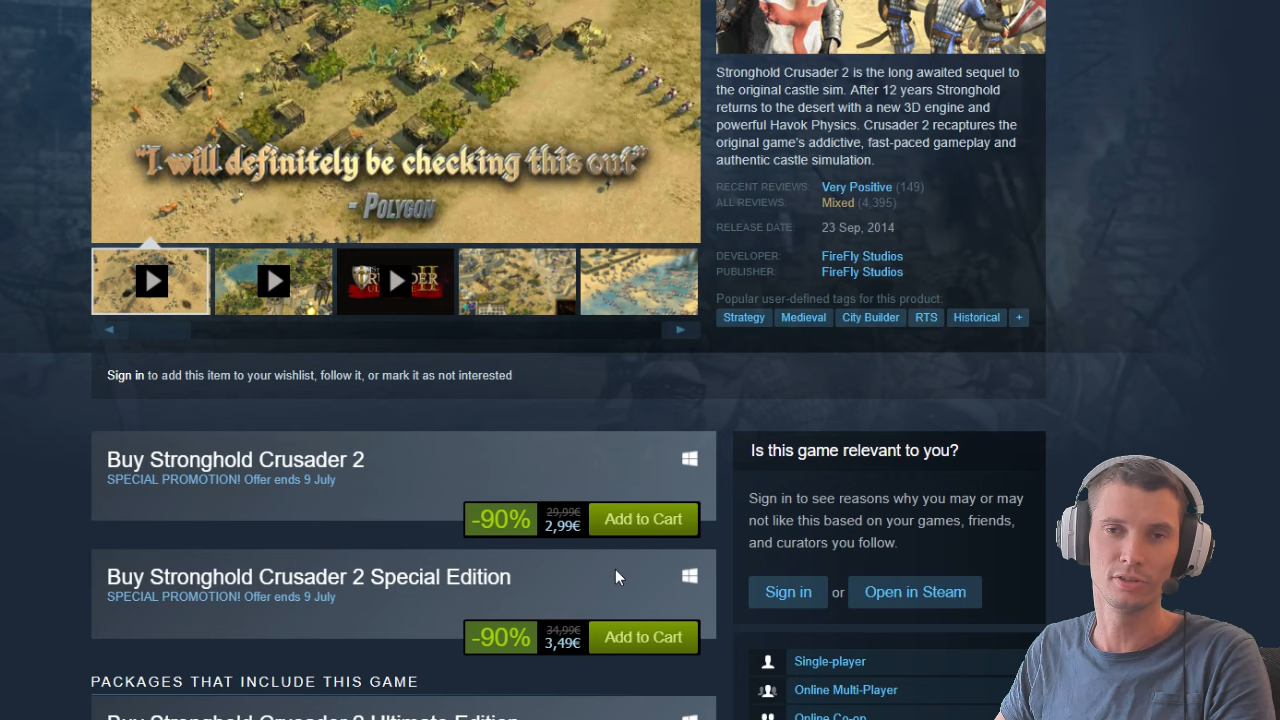 "I will definitely be checking this out"
- Polygon
Stronghold Crusader 2 is the long awaited sequel to
the original castle sim. After 12 years Stronghold
returns to the desert with a new 3D engine and
powerful Havok Physics. Crusader 2 recaptures the
original game's addictive, fast-paced gameplay and
authentic castle simulation.
RECENT REVIEWS: Very Positive (149)
ALL REVIEWS: Mixed (4,395)
RELEASE DATE: 23 Sep, 2014
DEVELOPER: FireFly Studios
PUBLISHER: FireFly Studios
Popular user-defined tags for this product:
Strategy Medieval City Builder RTS Historical +
Sign in to add this item to your wishlist, follow it, or mark it as not interested
Buy Stronghold Crusader 2
SPECIAL PROMOTION! Offer ends 9 July
-90% 29,99€ 2,99€ Add to Cart
Buy Stronghold Crusader 2 Special Edition
SPECIAL PROMOTION! Offer ends 9 July
-90% 34,99€ 3,49€ Add to Cart
PACKAGES THAT INCLUDE THIS GAME
Buy Stronghold Crusader 2 Ultimate Edition
Is this game relevant to you?
Sign in to see reasons why you may or may
not like this based on your games, friends,
and curators you follow.
Sign in or Open in Steam
Single-player
Online Multi-Player
Online Co-op